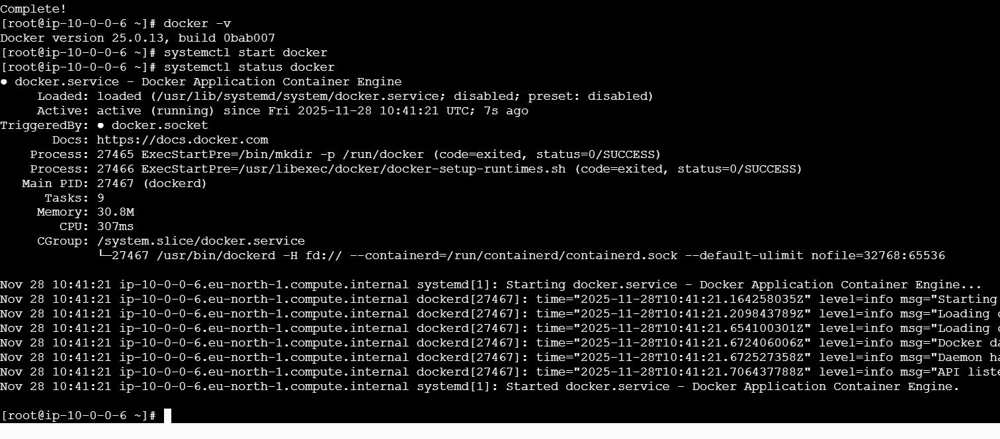 Complete!
[root@ip-10-0-0-6 ~]# docker -v
Docker version 25.0.13, build 0bab007
[root@ip-10-0-0-6 ~]# systemctl start docker
[root@ip-10-0-0-6 ~]# systemctl status docker
● docker.service - Docker Application Container Engine
     Loaded: loaded (/usr/lib/systemd/system/docker.service; disabled; preset: disabled)
     Active: active (running) since Fri 2025-11-28 10:41:21 UTC; 7s ago
TriggeredBy: ● docker.socket
       Docs: https://docs.docker.com
    Process: 27465 ExecStartPre=/bin/mkdir -p /run/docker (code=exited, status=0/SUCCESS)
    Process: 27466 ExecStartPre=/usr/libexec/docker/docker-setup-runtimes.sh (code=exited, status=0/SUCCESS)
   Main PID: 27467 (dockerd)
      Tasks: 9
     Memory: 30.8M
        CPU: 307ms
     CGroup: /system.slice/docker.service
             └─27467 /usr/bin/dockerd -H fd:// --containerd=/run/containerd/containerd.sock --default-ulimit nofile=32768:65536
Nov 28 10:41:21 ip-10-0-0-6.eu-north-1.compute.internal systemd[1]: Starting docker.service - Docker Application Container Engine...
Nov 28 10:41:21 ip-10-0-0-6.eu-north-1.compute.internal dockerd[27467]: time="2025-11-28T10:41:21.164258035Z" level=info msg="Starting
Nov 28 10:41:21 ip-10-0-0-6.eu-north-1.compute.internal dockerd[27467]: time="2025-11-28T10:41:21.209843789Z" level=info msg="Loading c
Nov 28 10:41:21 ip-10-0-0-6.eu-north-1.compute.internal dockerd[27467]: time="2025-11-28T10:41:21.654100301Z" level=info msg="Loading c
Nov 28 10:41:21 ip-10-0-0-6.eu-north-1.compute.internal dockerd[27467]: time="2025-11-28T10:41:21.672406006Z" level=info msg="Docker da
Nov 28 10:41:21 ip-10-0-0-6.eu-north-1.compute.internal dockerd[27467]: time="2025-11-28T10:41:21.672527358Z" level=info msg="Daemon ha
Nov 28 10:41:21 ip-10-0-0-6.eu-north-1.compute.internal dockerd[27467]: time="2025-11-28T10:41:21.706437788Z" level=info msg="API liste
Nov 28 10:41:21 ip-10-0-0-6.eu-north-1.compute.internal systemd[1]: Started docker.service - Docker Application Container Engine.
[root@ip-10-0-0-6 ~]#